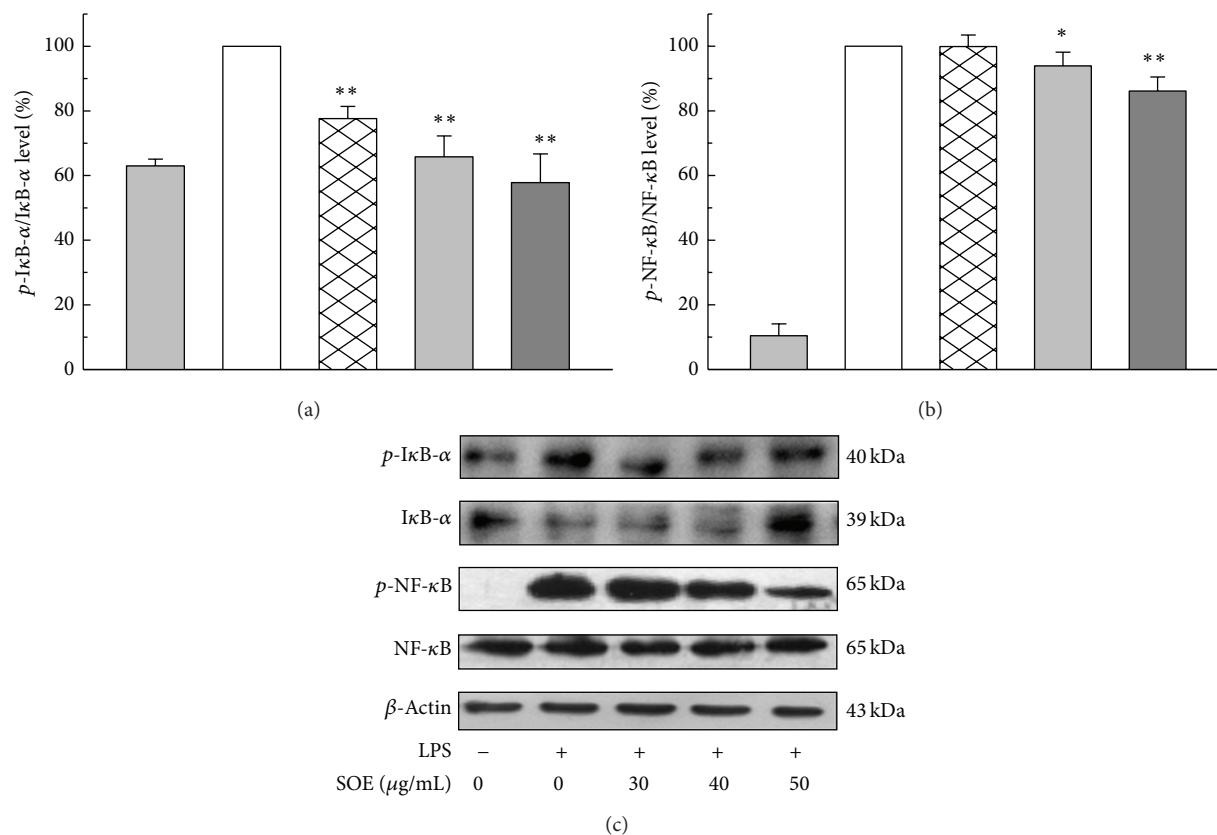 p-IκB-α/IκB-α level (%)
100
80
60
40
20
0
**
**
**
(a)
p-NF-κB/NF-κB level (%)
100
80
60
40
20
0
*
**
(b)
p-IκB-α 40 kDa
IκB-α 39 kDa
p-NF-κB 65 kDa
NF-κB 65 kDa
β-Actin 43 kDa
LPS − + + + +
SOE (μg/mL) 0 0 30 40 50
(c)